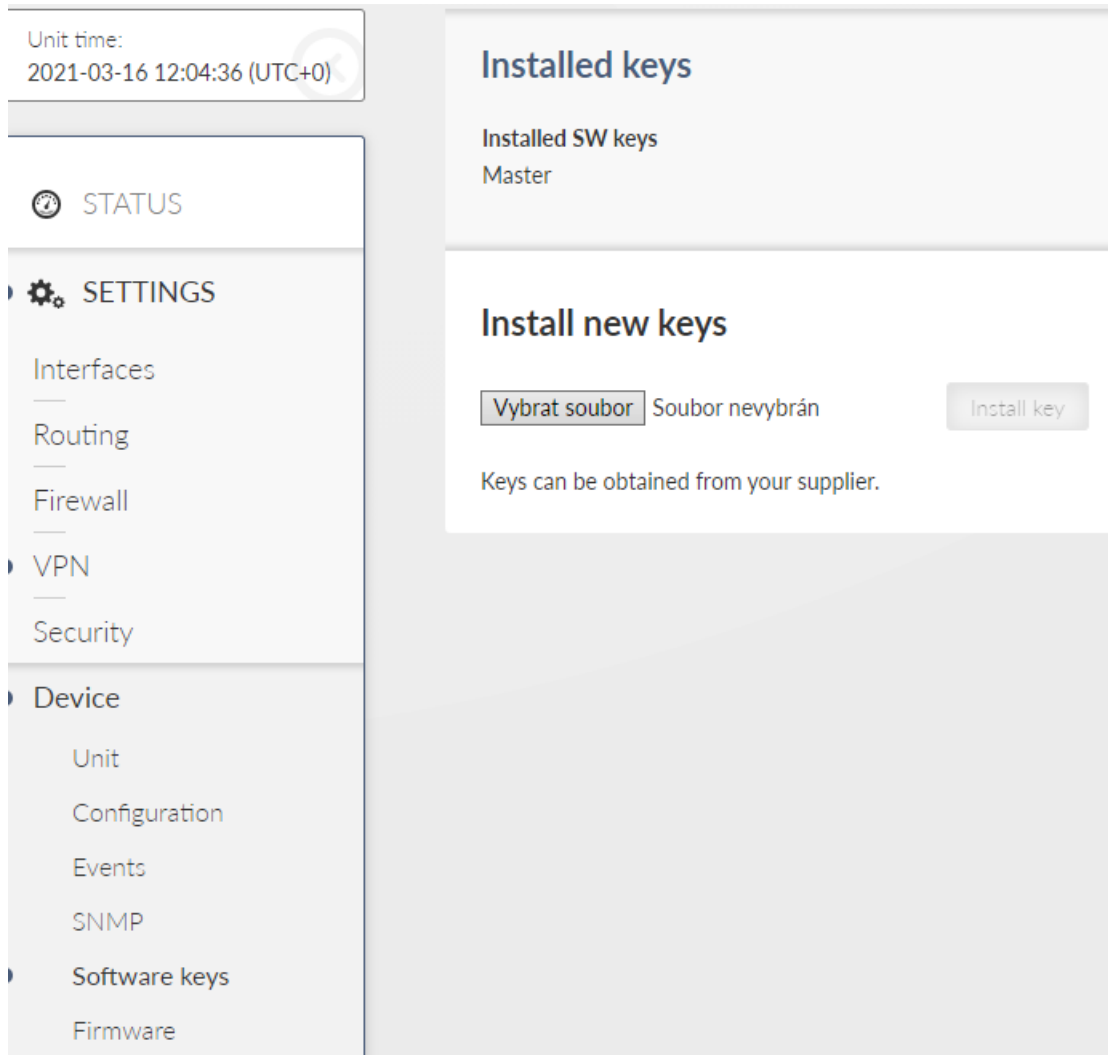 Unit time:
2021-03-16 12:04:36 (UTC+0)
STATUS
SETTINGS
Interfaces
Routing
Firewall
VPN
Security
Device
Unit
Configuration
Events
SNMP
Software keys
Firmware
Installed keys
Installed SW keys
Master
Install new keys
Vybrat soubor Soubor nevybrán Install key
Keys can be obtained from your supplier.